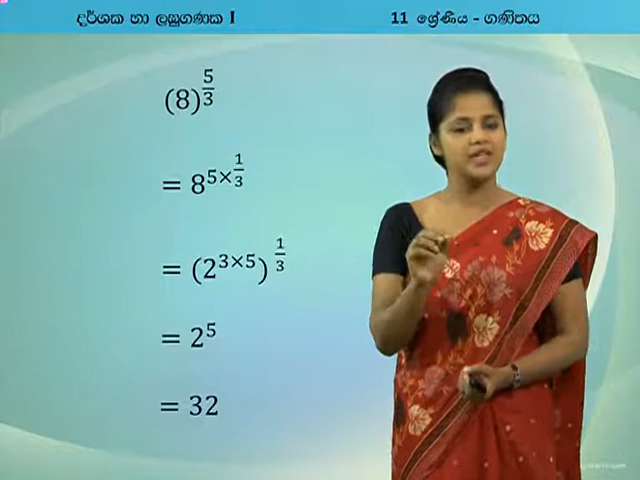 දර්ශක හා ලඝුගණක I
11 ශ්‍රේණිය - ගණිතය
(8)^(5/3)
= 8^(5×1/3)
= (2^(3×5))^(1/3)
= 2^5
= 32